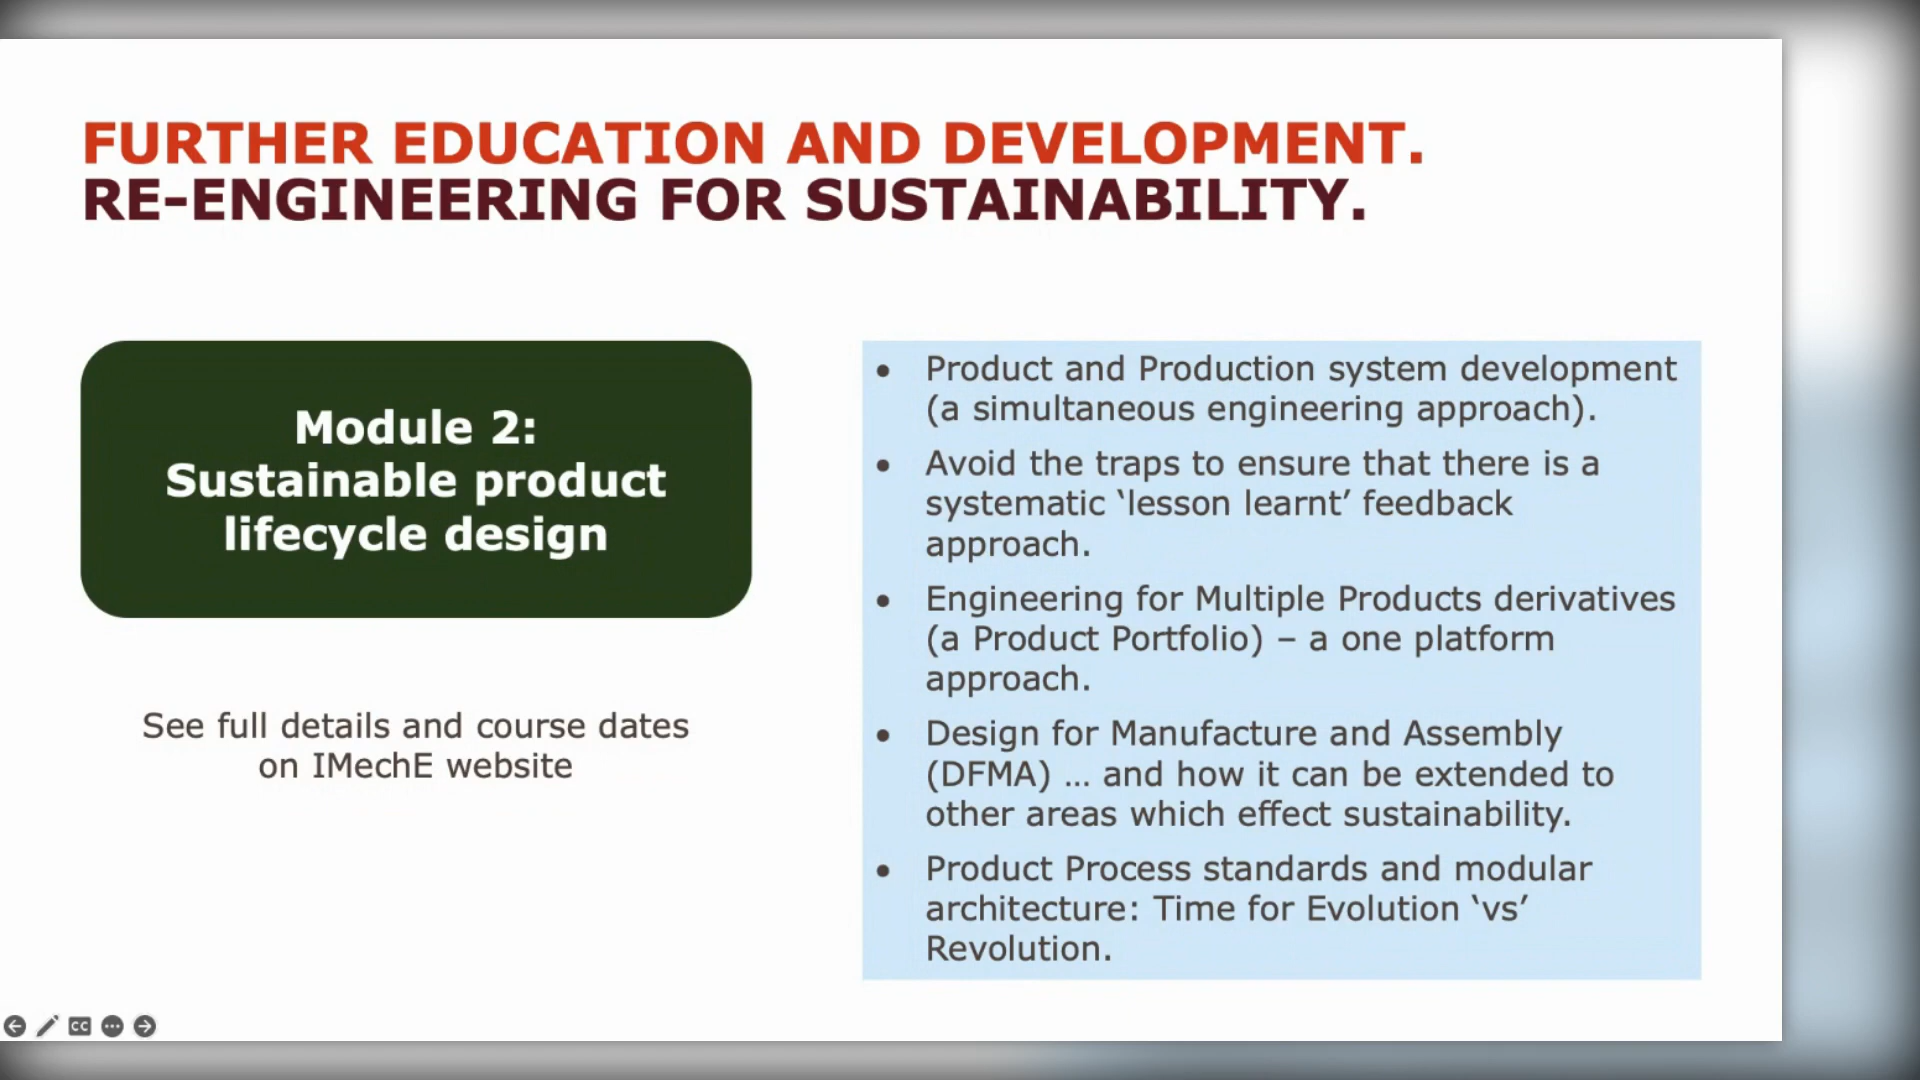 FURTHER EDUCATION AND DEVELOPMENT.
RE-ENGINEERING FOR SUSTAINABILITY.
Module 2:
Sustainable product
lifecycle design
See full details and course dates
on IMechE website
• Product and Production system development
(a simultaneous engineering approach).
• Avoid the traps to ensure that there is a
systematic ‘lesson learnt’ feedback
approach.
• Engineering for Multiple Products derivatives
(a Product Portfolio) – a one platform
approach.
• Design for Manufacture and Assembly
(DFMA) … and how it can be extended to
other areas which effect sustainability.
• Product Process standards and modular
architecture: Time for Evolution ‘vs’
Revolution.
CC